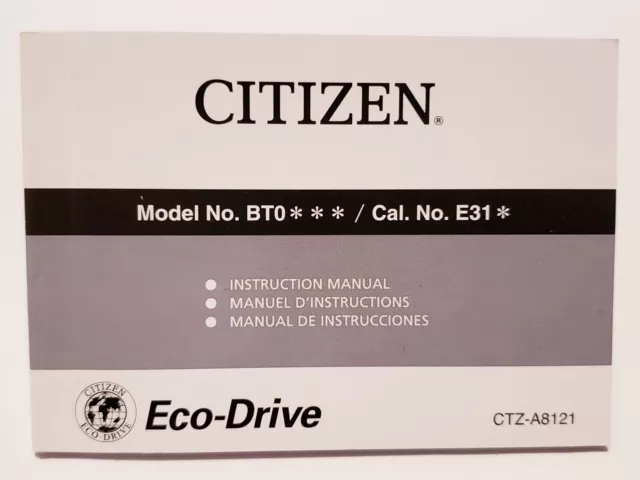 CITIZEN®
Model No. BT0＊＊＊ / Cal. No. E31＊
● INSTRUCTION MANUAL
● MANUEL D'INSTRUCTIONS
● MANUAL DE INSTRUCCIONES
CITIZEN
ECO-DRIVE
Eco-Drive
CTZ-A8121